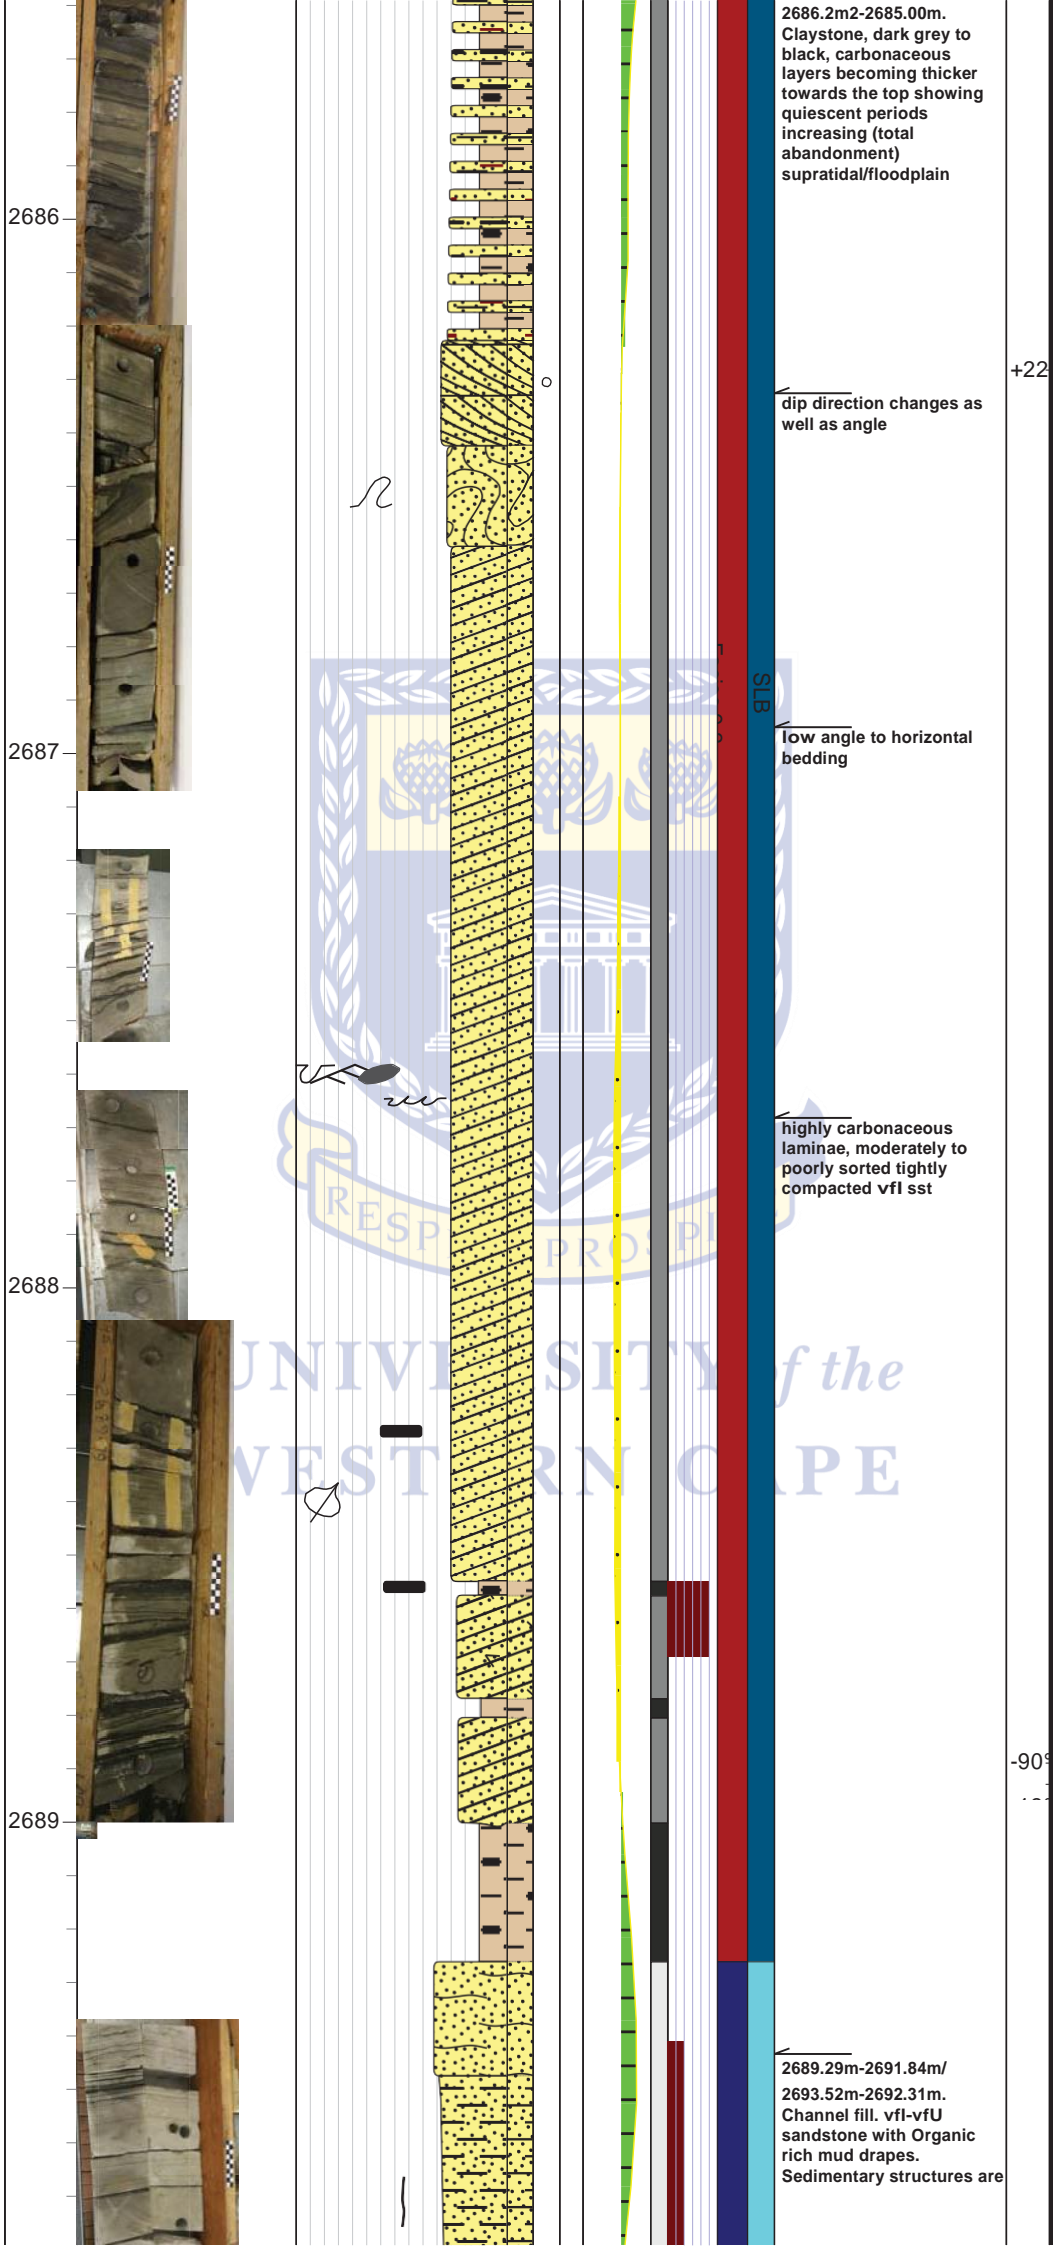 2686.2m2-2685.00m.
Claystone, dark grey to
black, carbonaceous
layers becoming thicker
towards the top showing
quiescent periods
increasing (total
abandonment)
supratidal/floodplain
2686
+22
dip direction changes as
well as angle
SLB
low angle to horizontal
bedding
2687
highly carbonaceous
laminae, moderately to
poorly sorted tightly
compacted vfl sst
RESP PROSPI
2688
UNIVE SITY of the
WESTERN CAPE
-90°
2689
2689.29m-2691.84m/
2693.52m-2692.31m.
Channel fill. vfl-vfU
sandstone with Organic
rich mud drapes.
Sedimentary structures are